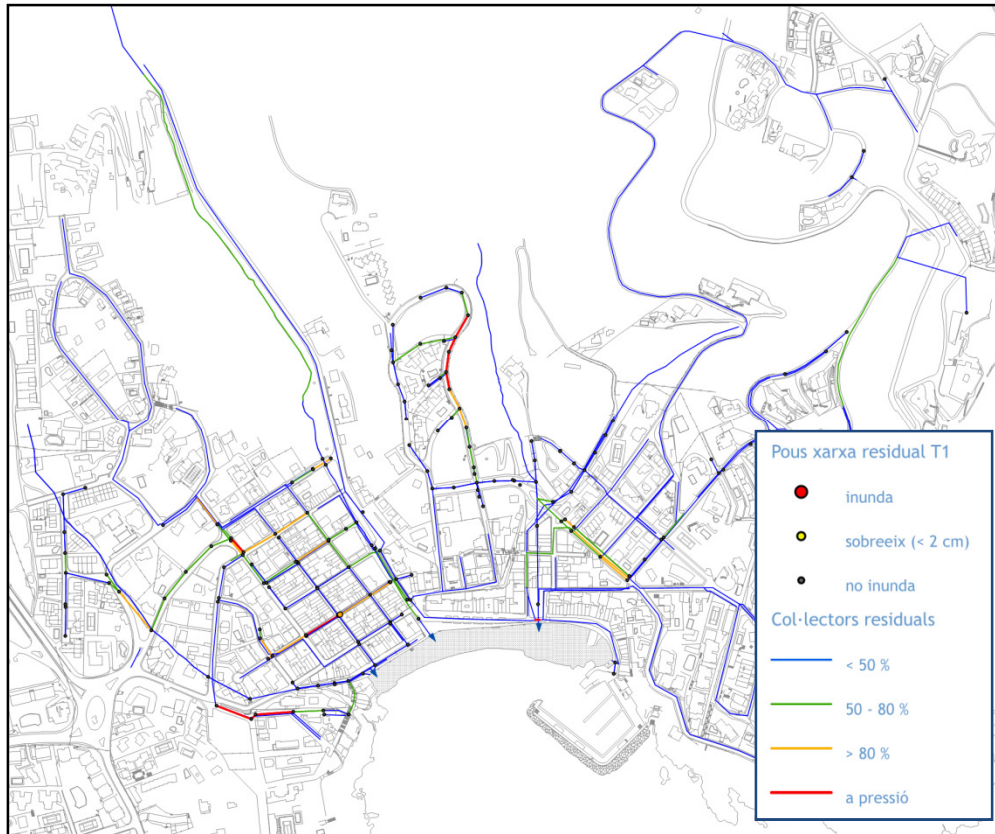 Pous xarxa residual T1
inunda
sobreeix (< 2 cm)
no inunda
Col·lectors residuals
< 50 %
50 - 80 %
> 80 %
a pressió